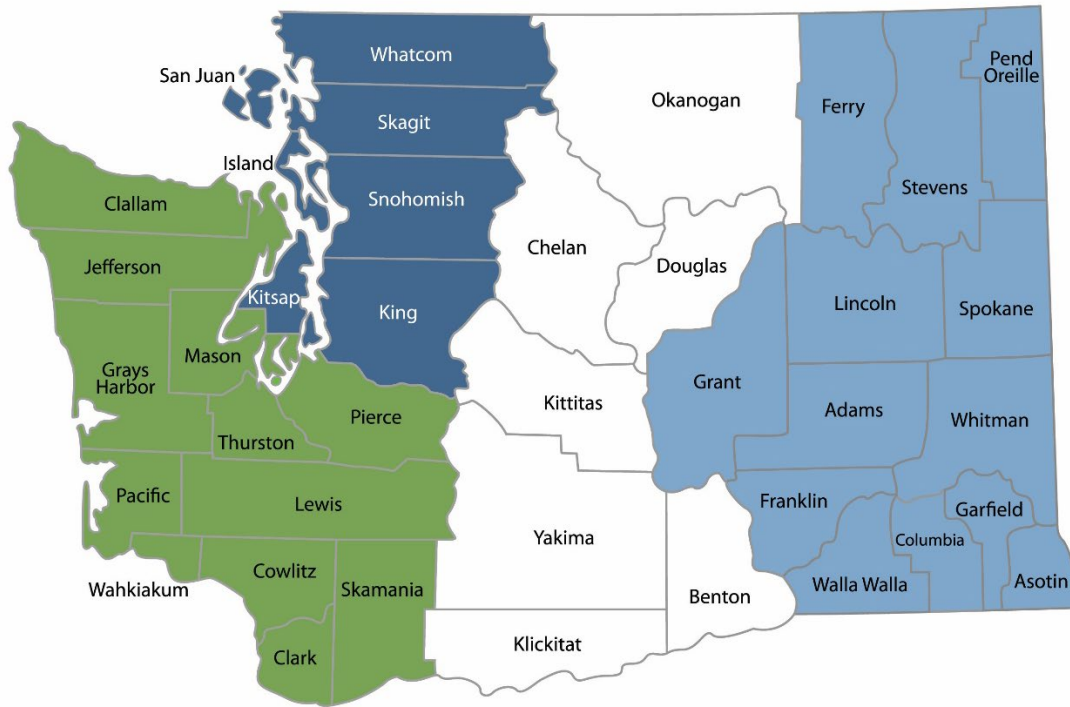 Whatcom
San Juan
Pend
Oreille
Okanogan
Ferry
Skagit
Island
Stevens
Snohomish
Clallam
Chelan
Jefferson
Douglas
Kitsap
Lincoln
Spokane
King
Mason
Grays
Harbor
Grant
Kittitas
Adams
Pierce
Whitman
Thurston
Pacific
Lewis
Franklin
Garfield
Yakima
Columbia
Cowlitz
Wahkiakum
Skamania
Walla Walla
Asotin
Benton
Klickitat
Clark